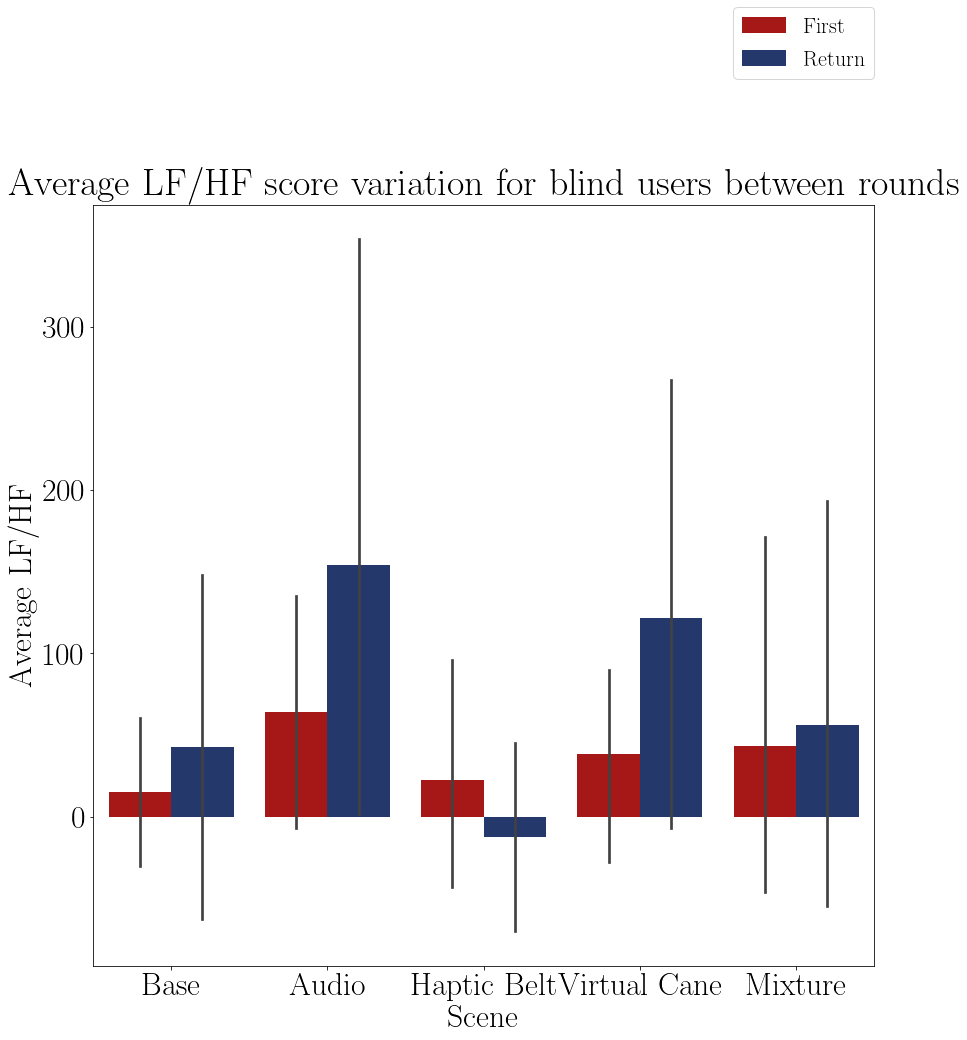 First
Return
Average LF/HF score variation for blind users between rounds
Average LF/HF
300
200
100
0
Base Audio Haptic Belt Virtual Cane Mixture
Scene